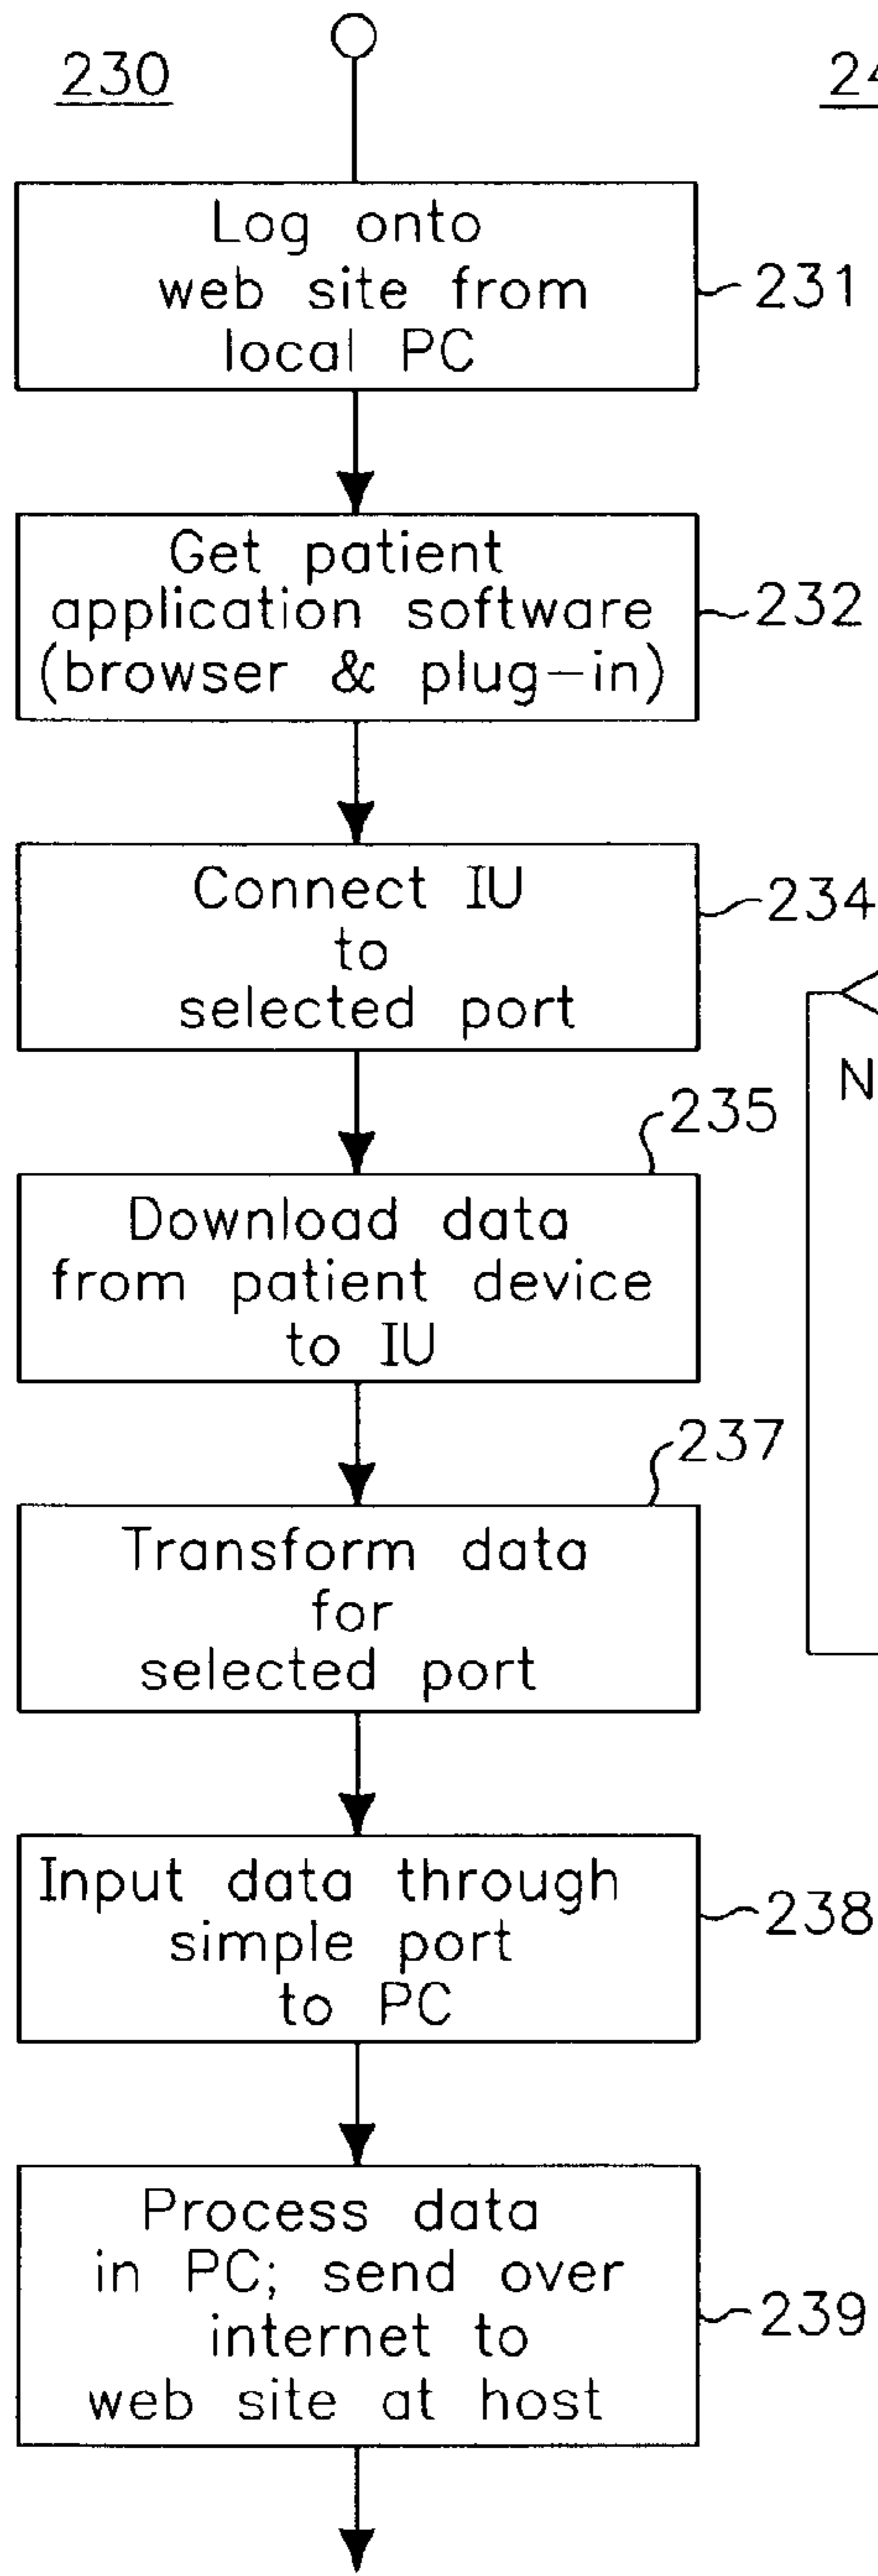 230
Log onto
web site from
local PC
231
Get patient
application software
(browser & plug-in)
232
Connect IU
to
selected port
234
235
Download data
from patient device
to IU
237
Transform data
for
selected port
Input data through
simple port
to PC
238
Process data
in PC; send over
internet to
web site at host
239
N